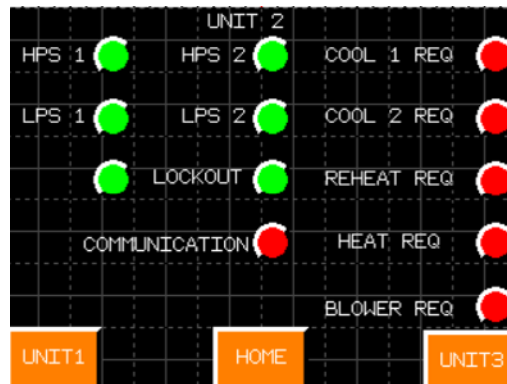 UNIT 2
HPS 1 HPS 2 COOL 1 REQ
LPS 1 LPS 2 COOL 2 REQ
LOCKOUT REHEAT REQ
COMMUNICATION HEAT REQ
BLOWER REQ
UNIT1 HOME UNIT3